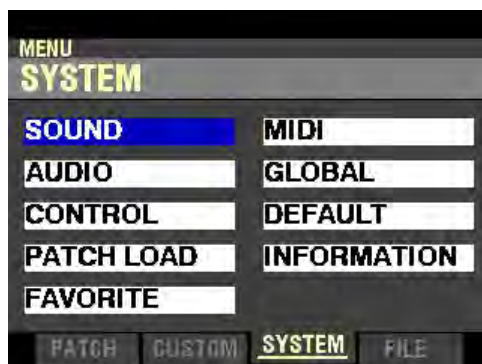 MENU
SYSTEM
SOUND
MIDI
AUDIO
GLOBAL
CONTROL
DEFAULT
PATCH LOAD
INFORMATION
FAVORITE
PATCH CUSTOM SYSTEM FILE